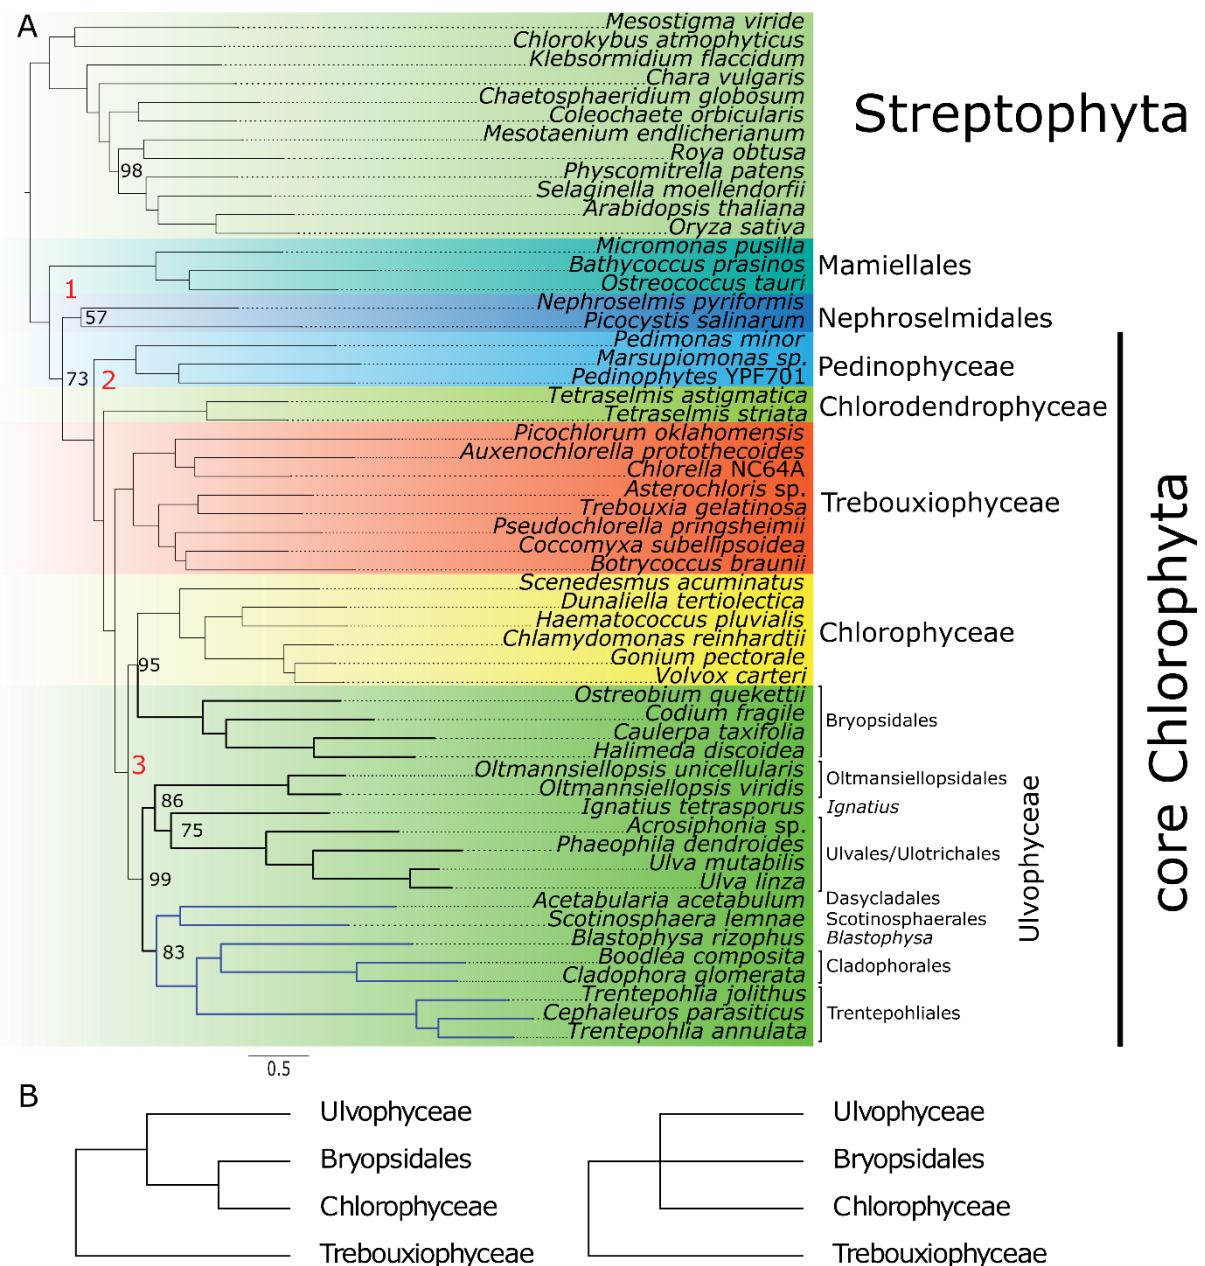 A
Mesostigma viride
Chlorokybus atmophyticus
Klebsormidium flaccidum
Chara vulgaris
Chaetosphaeridium globosum
Coleochaete orbicularis
Mesotaenium endlicherianum
Roya obtusa
98
Physcomitrella patens
Selaginella moellendorfii
Arabidopsis thaliana
Oryza sativa
Streptophyta
Micromonas pusilla
Bathycoccus prasinos
Ostreococcus tauri
Mamiellales
1
Nephroselmis pyriformis
57
Picocystis salinarum
Nephroselmidales
Pedimonas minor
Marsupiomonas sp.
Pedinophytes YPF701
Pedinophyceae
73
2
Tetraselmis astigmatica
Tetraselmis striata
Chlorodendrophyceae
Picochlorum oklahomensis
Auxenochlorella protothecoides
Chlorella NC64A
Asterochloris sp.
Trebouxia gelatinosa
Pseudochlorella pringsheimii
Coccomyxa subellipsoidea
Botrycoccus braunii
Trebouxiophyceae
Scenedesmus acuminatus
Dunaliella tertiolectica
Haematococcus pluvialis
Chlamydomonas reinhardtii
Gonium pectorale
Volvox carteri
Chlorophyceae
95
Ostreobium quekettii
Codium fragile
Caulerpa taxifolia
Halimeda discoidea
Bryopsidales
3
Oltmannsiellopsis unicellularis
Oltmannsiellopsis viridis
Oltmansiellopsidales
86
Ignatius tetrasporus
Ignatius
75
Acrosiphonia sp.
Phaeophila dendroides
Ulva mutabilis
Ulva linza
Ulvales/Ulotrichales
99
Acetabularia acetabulum
Dasycladales
Scotinosphaera lemnae
Scotinosphaerales
Blastophysa rizophus
Blastophysa
83
Boodlea composita
Cladophora glomerata
Cladophorales
Trentepohlia jolithus
Cephaleuros parasiticus
Trentepohlia annulata
Trentepohliales
Ulvophyceae
core Chlorophyta
0.5
B
Ulvophyceae
Bryopsidales
Chlorophyceae
Trebouxiophyceae
Ulvophyceae
Bryopsidales
Chlorophyceae
Trebouxiophyceae